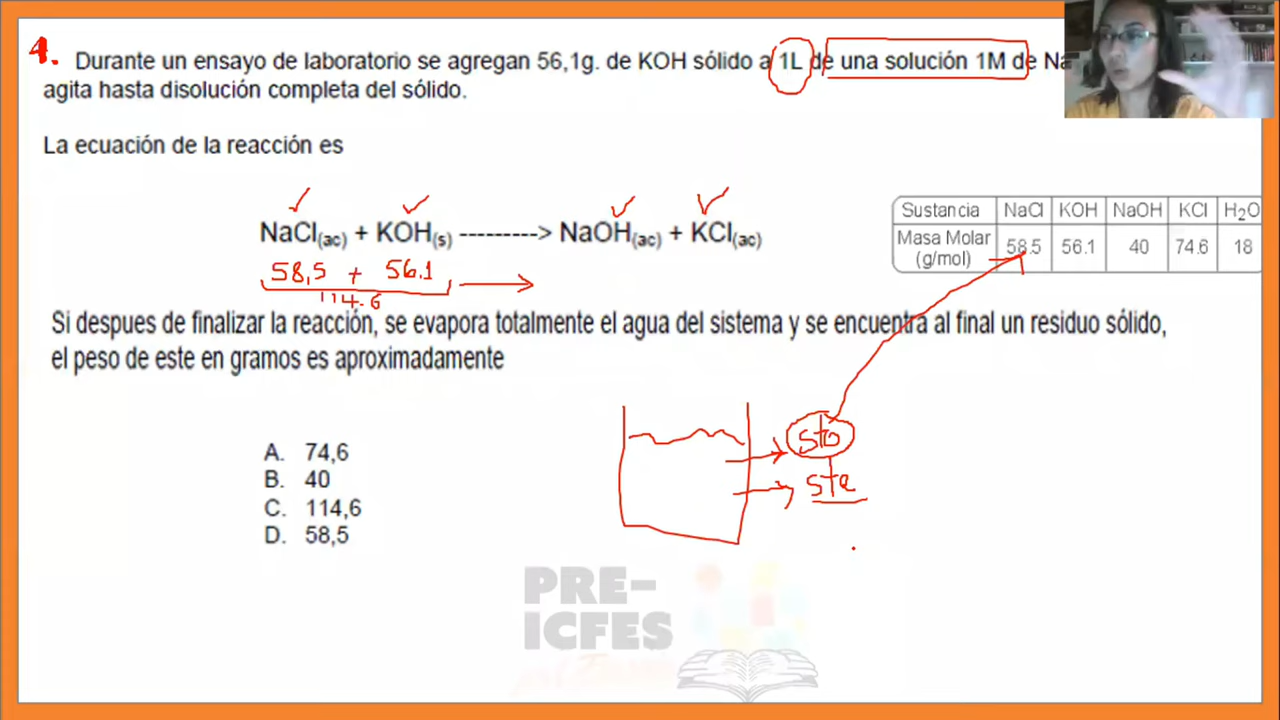 4. Durante un ensayo de laboratorio se agregan 56,1g. de KOH sólido a 1L de una solución 1M de Na
agita hasta disolución completa del sólido.
La ecuación de la reacción es
NaCl(ac) + KOH(s) ---------> NaOH(ac) + KCl(ac)
58,5 + 56.1
114.6
Sustancia NaCl KOH NaOH KCl H2O
Masa Molar (g/mol) 58.5 56.1 40 74.6 18
Si despues de finalizar la reacción, se evapora totalmente el agua del sistema y se encuentra al final un residuo sólido,
el peso de este en gramos es aproximadamente
A. 74,6
B. 40
C. 114,6
D. 58,5
sto
ste
PRE-
ICFES